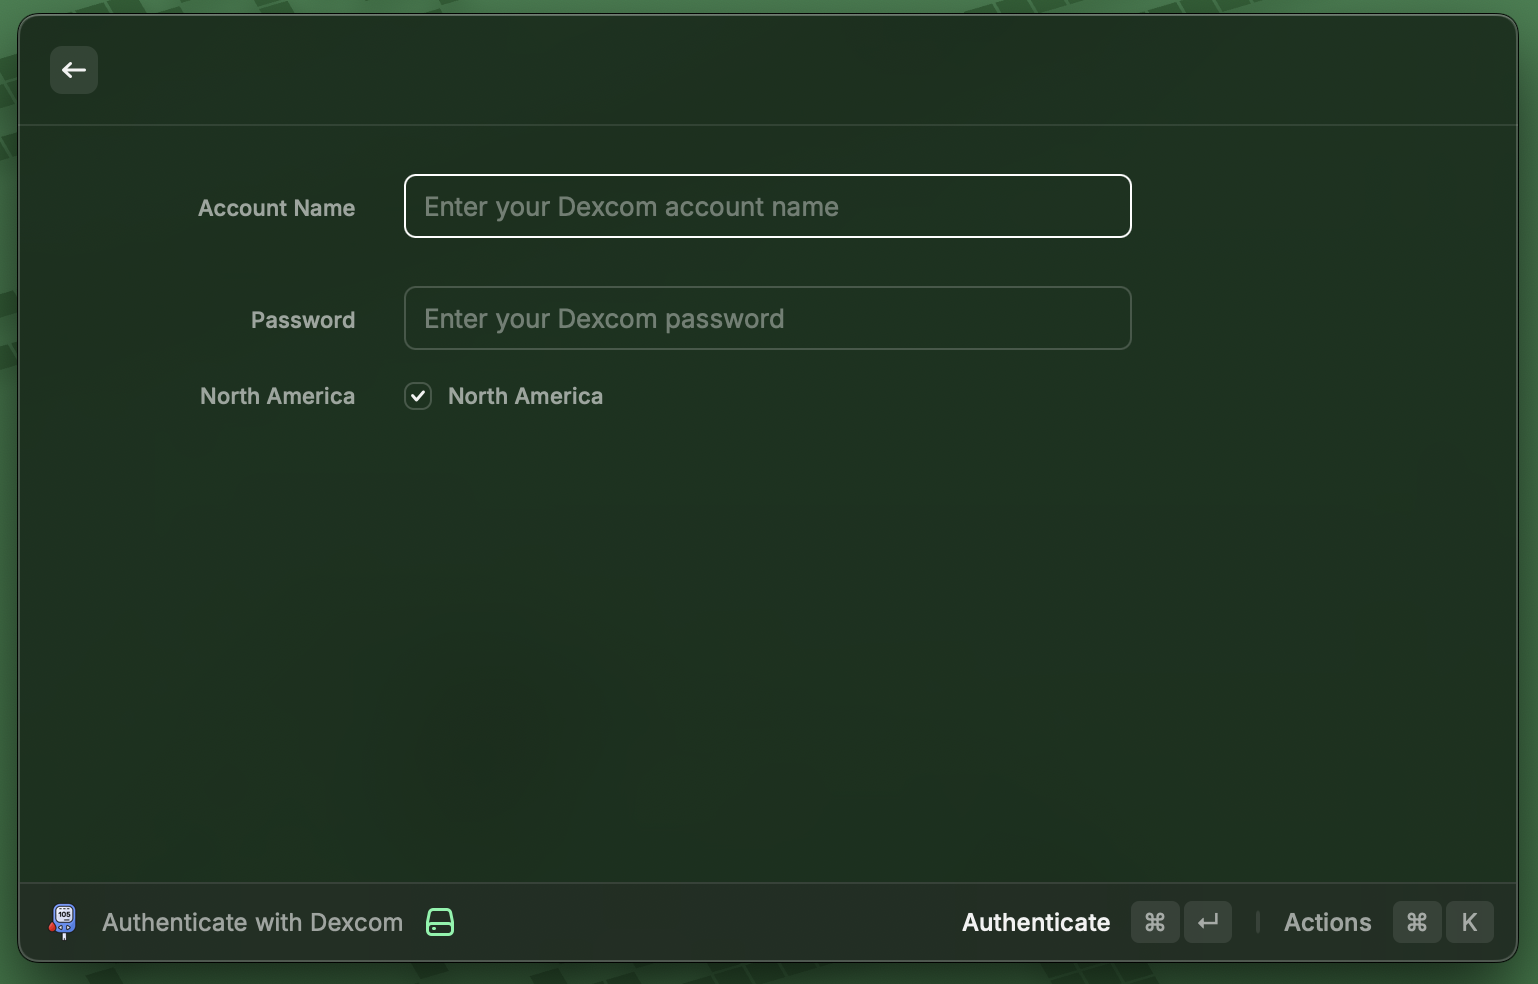 Account Name
Enter your Dexcom account name
Password
Enter your Dexcom password
North America
North America
105
Authenticate with Dexcom
Authenticate ⌘ ↵
Actions ⌘ K